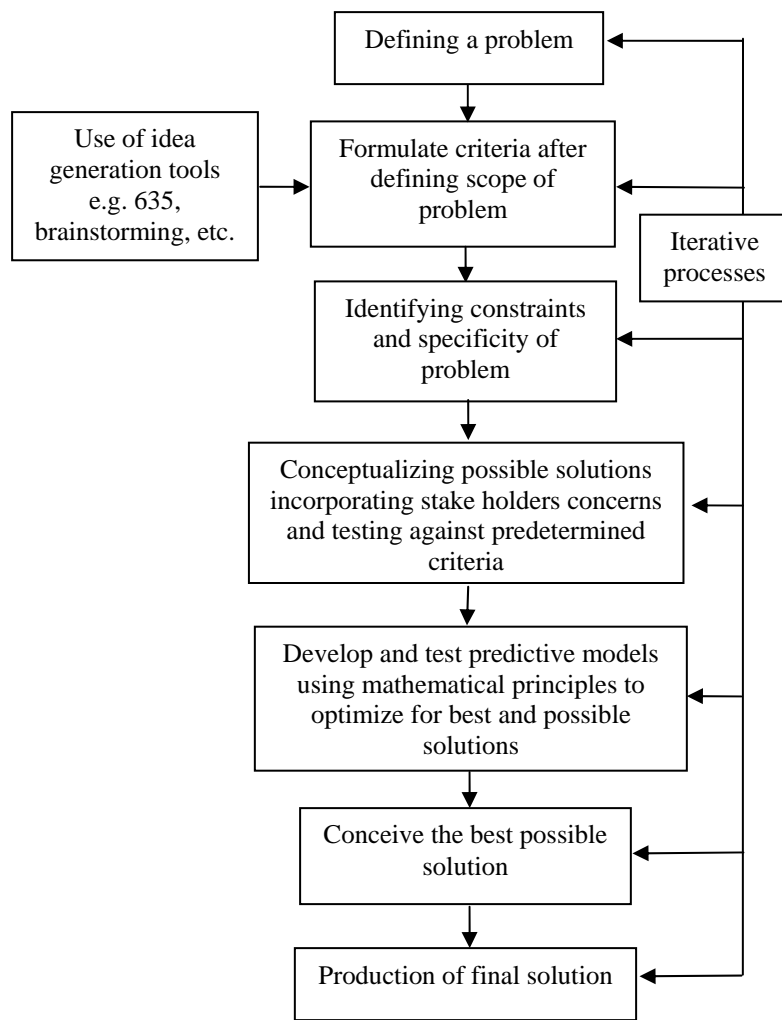 Defining a problem
Use of idea
generation tools
e.g. 635,
brainstorming, etc.
Formulate criteria after
defining scope of
problem
Iterative
processes
Identifying constraints
and specificity of
problem
Conceptualizing possible solutions
incorporating stake holders concerns
and testing against predetermined
criteria
Develop and test predictive models
using mathematical principles to
optimize for best and possible
solutions
Conceive the best possible
solution
Production of final solution